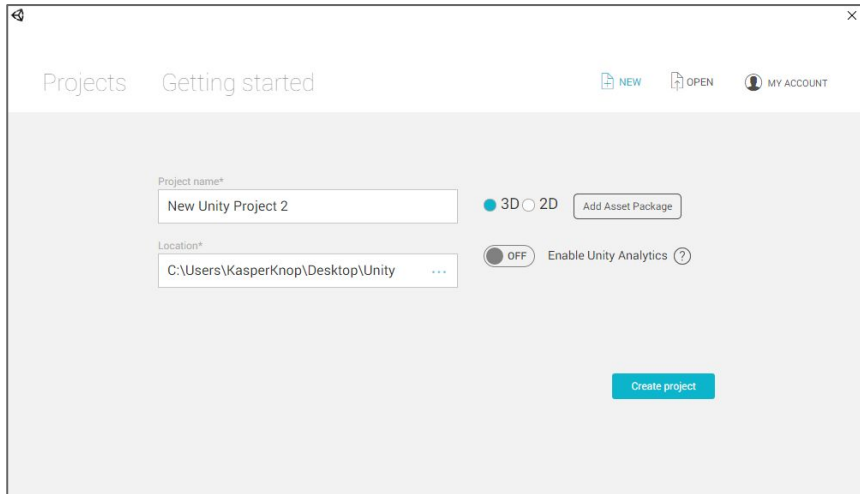 Projects Getting started NEW OPEN MY ACCOUNT
Project name*
New Unity Project 2 3D 2D Add Asset Package
Location*
C:\Users\KasperKnop\Desktop\Unity ... OFF Enable Unity Analytics ?
Create project